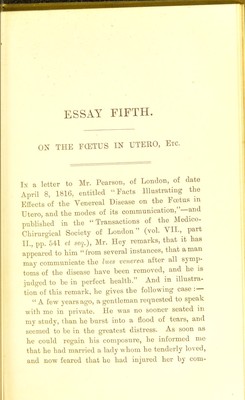 ESSAY FIFTH.
ON THE FŒTUS IN UTERO, Etc.
In a letter to Mr. Pearson, of London, of date
April 8, 1816, entitled "Facts Illustrating the
Effects of the Venereal Disease on the Fœtus in
Utero, and the modes of its communication,"—and
published in the "Transactions of the Medico-
Chirurgical Society of London" (vol. VII., part
II., pp. 541 et seq.), Mr. Hey remarks, that it has
appeared to him "from several instances, that a man
may communicate the lues venerea after all symp-
toms of the disease have been removed, and he is
judged to be in perfect health." And in illustra-
tion of this remark, he gives the following case :—
"A few years ago, a gentleman requested to speak
with me in private. He was no sooner seated in
my study, than he burst into a flood of tears, and
seemed to be in the greatest distress. As soon as
he could regain his composure, he informed me
that he had married a lady whom he tenderly loved,
and now feared that he had injured her by com-